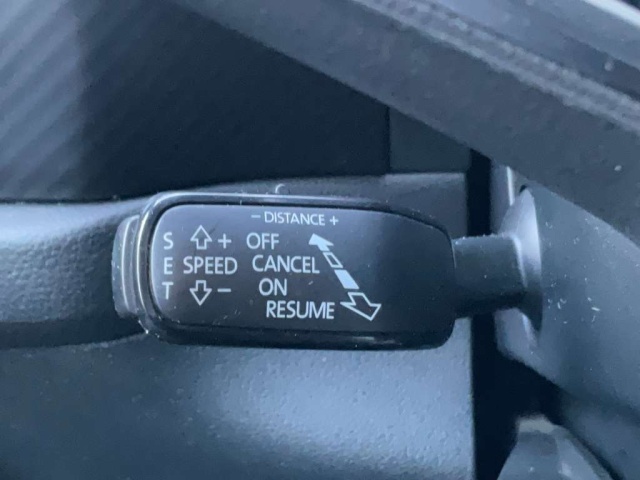 - DISTANCE +
S ⇧ + OFF
E SPEED CANCEL
T ⇩ - ON
RESUME